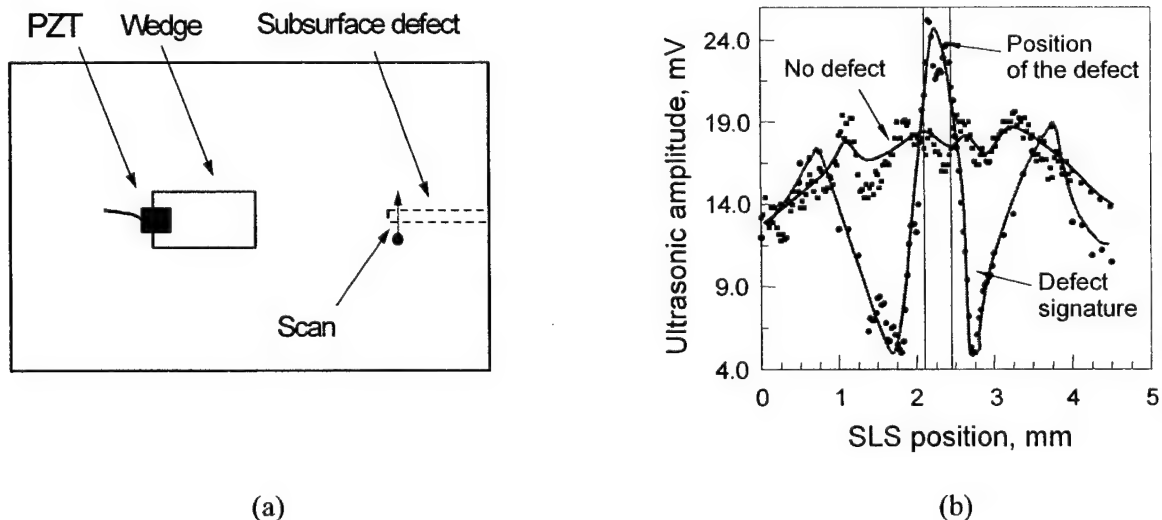 PZT Wedge Subsurface defect
Scan
(a)
Ultrasonic amplitude, mV
24.0
19.0
14.0
9.0
4.0
No defect
Position
of the defect
Defect
signature
0 1 2 3 4 5
SLS position, mm
(b)